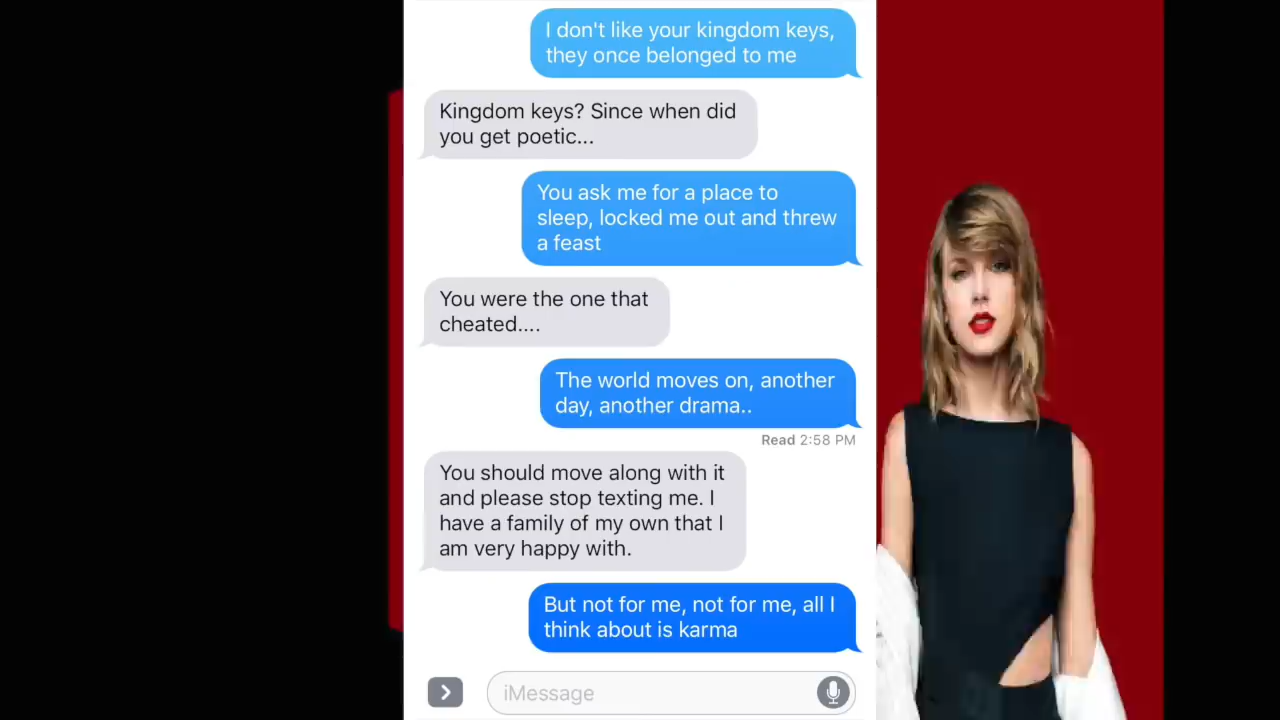 I don't like your kingdom keys,
they once belonged to me
Kingdom keys? Since when did
you get poetic...
You ask me for a place to
sleep, locked me out and threw
a feast
You were the one that
cheated....
The world moves on, another
day, another drama..
Read 2:58 PM
You should move along with it
and please stop texting me. I
have a family of my own that I
am very happy with.
But not for me, not for me, all I
think about is karma
iMessage